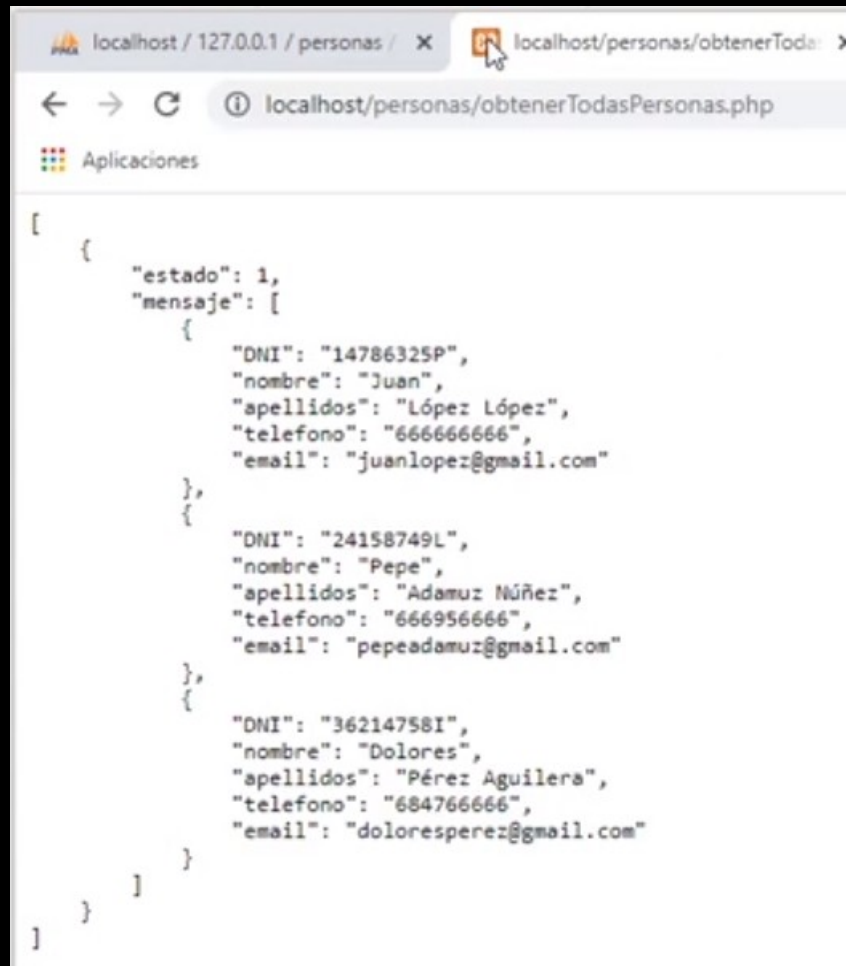 localhost / 127.0.0.1 / personas /
localhost/personas/obtenerToda
localhost/personas/obtenerTodasPersonas.php
Aplicaciones
[
{
"estado": 1,
"mensaje": [
{
"DNI": "14786325P",
"nombre": "Juan",
"apellidos": "López López",
"telefono": "666666666",
"email": "juanlopez@gmail.com"
},
{
"DNI": "24158749L",
"nombre": "Pepe",
"apellidos": "Adamuz Núñez",
"telefono": "666956666",
"email": "pepeadamuz@gmail.com"
},
{
"DNI": "36214758I",
"nombre": "Dolores",
"apellidos": "Pérez Aguilera",
"telefono": "684766666",
"email": "doloresperez@gmail.com"
}
]
}
]